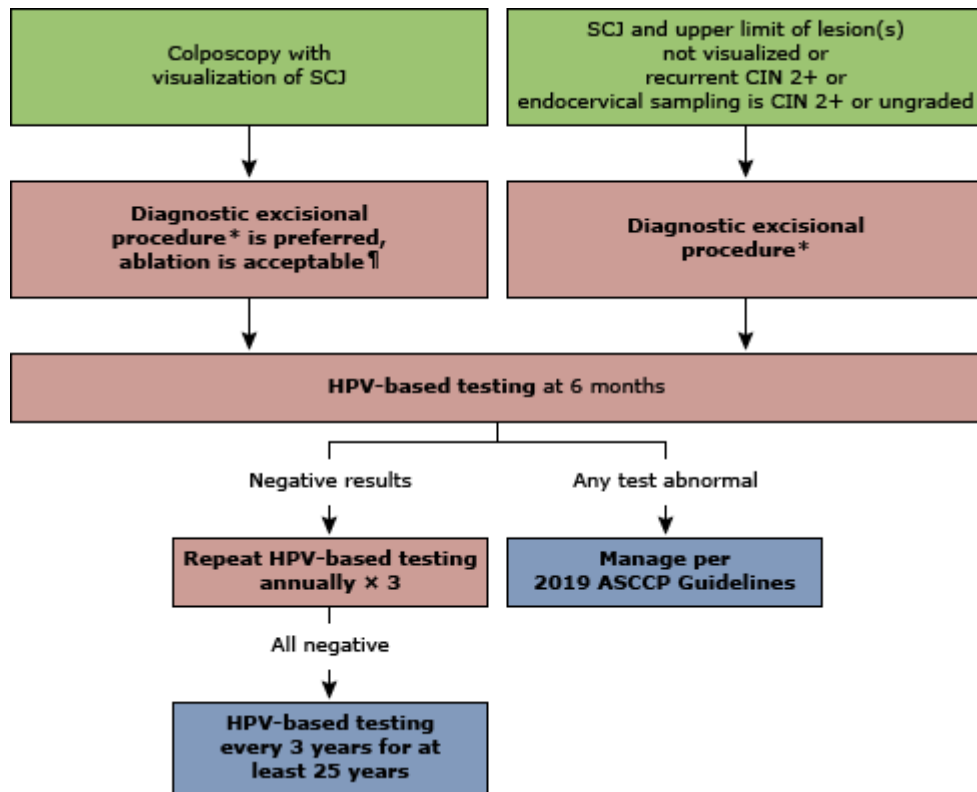 Colposcopy with
visualization of SCJ
SCJ and upper limit of lesion(s)
not visualized or
recurrent CIN 2+ or
endocervical sampling is CIN 2+ or ungraded
Diagnostic excisional
procedure* is preferred,
ablation is acceptable¶
Diagnostic excisional
procedure*
HPV-based testing at 6 months
Negative results
Any test abnormal
Repeat HPV-based testing
annually × 3
Manage per
2019 ASCCP Guidelines
All negative
HPV-based testing
every 3 years for at
least 25 years